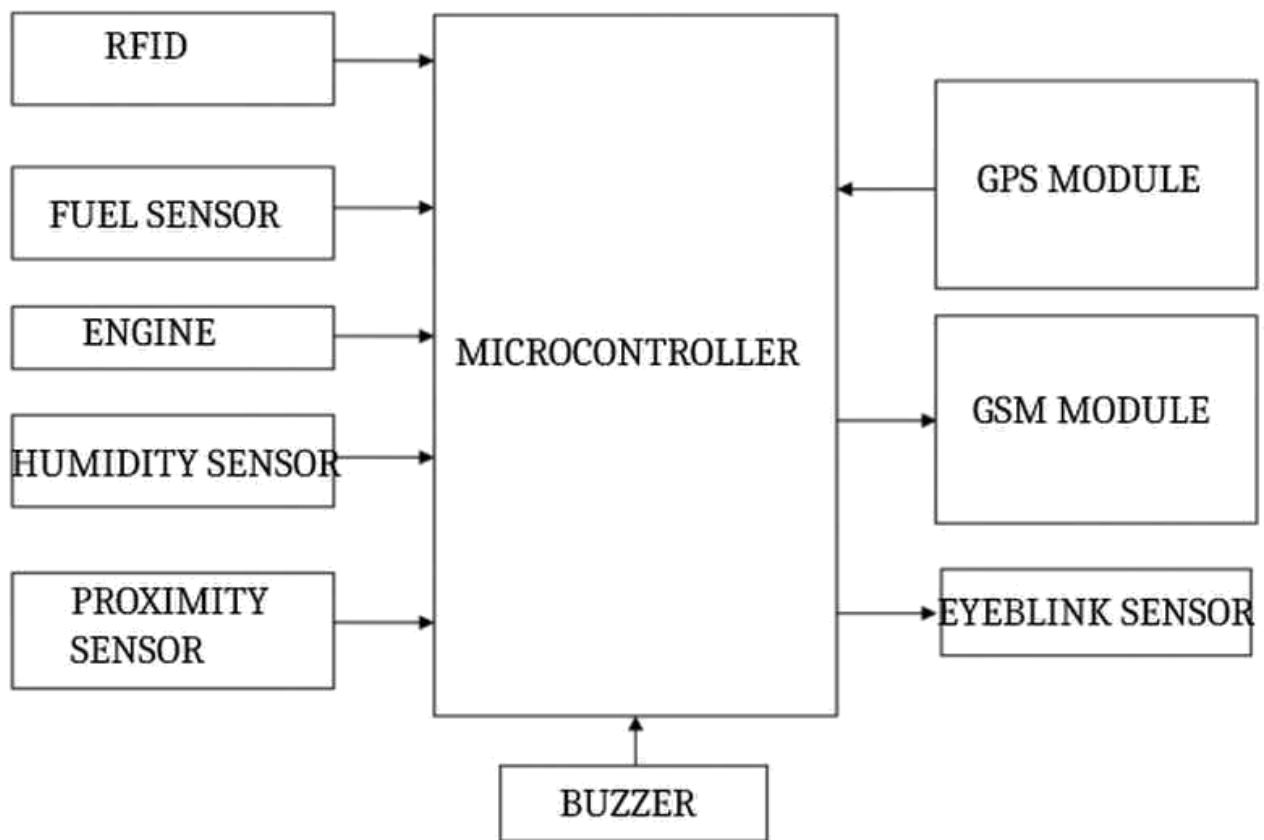 RFID
FUEL SENSOR
ENGINE
HUMIDITY SENSOR
PROXIMITY
SENSOR
MICROCONTROLLER
GPS MODULE
GSM MODULE
EYEBLINK SENSOR
BUZZER